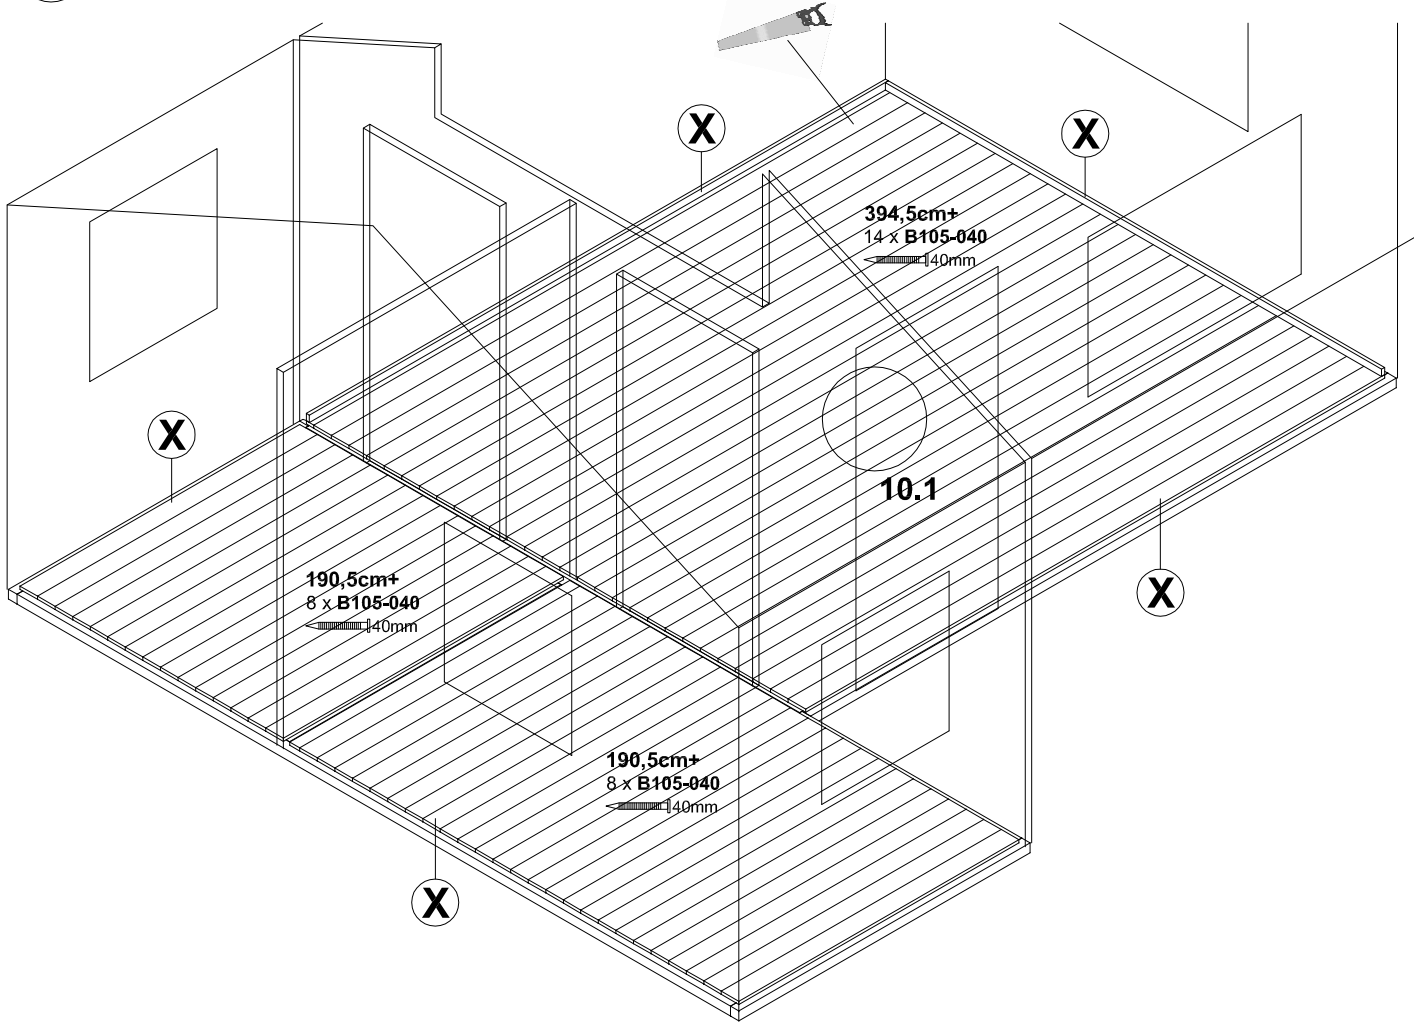 X
X
394,5cm+
14 x B105-040
40mm
X
10.1
190,5cm+
8 x B105-040
40mm
X
190,5cm+
8 x B105-040
40mm
X